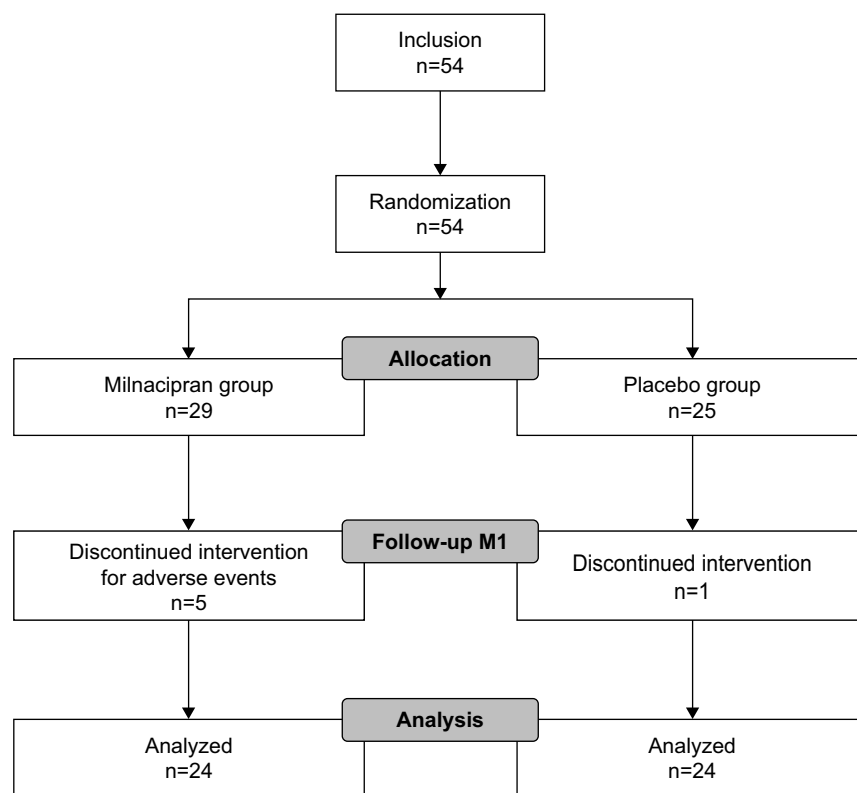 Inclusion
n=54
Randomization
n=54
Allocation
Milnacipran group
n=29
Placebo group
n=25
Follow-up M1
Discontinued intervention
for adverse events
n=5
Discontinued intervention
n=1
Analysis
Analyzed
n=24
Analyzed
n=24